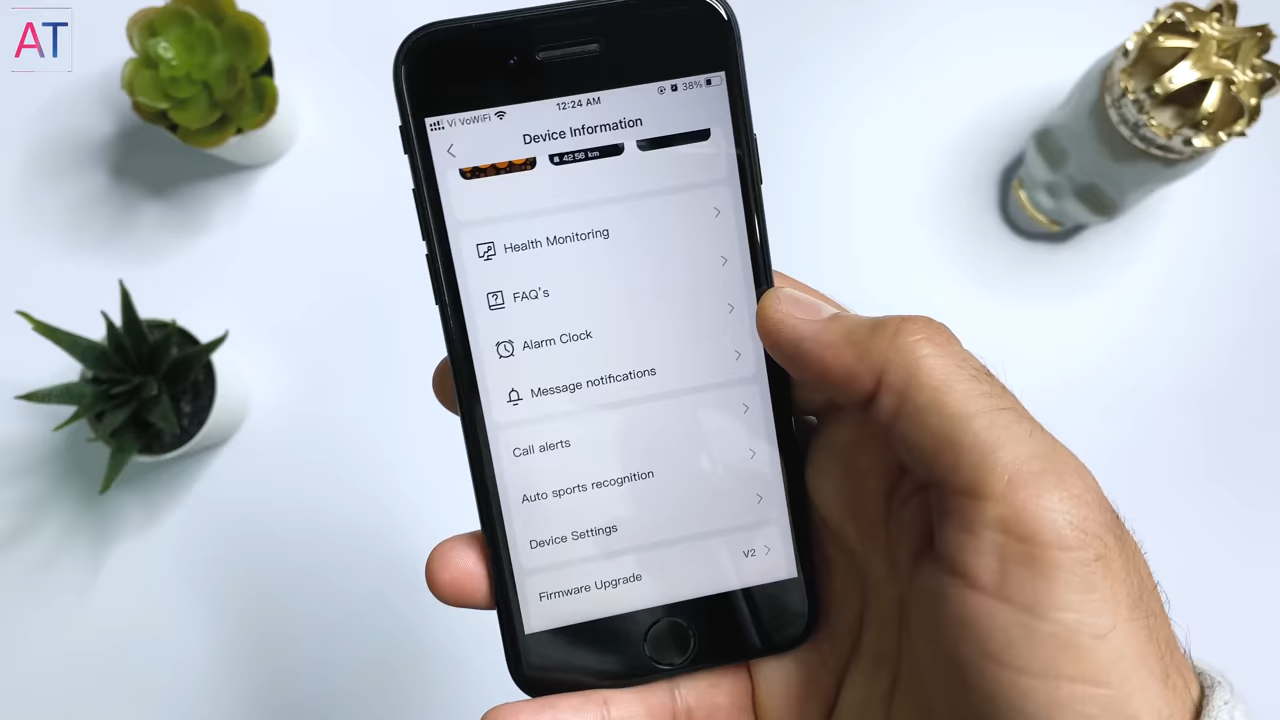 AT
Vi VoWiFi
12:24 AM
38%
Device Information
42 56 km
Health Monitoring
FAQ's
Alarm Clock
Message notifications
Call alerts
Auto sports recognition
Device Settings
Firmware Upgrade V2